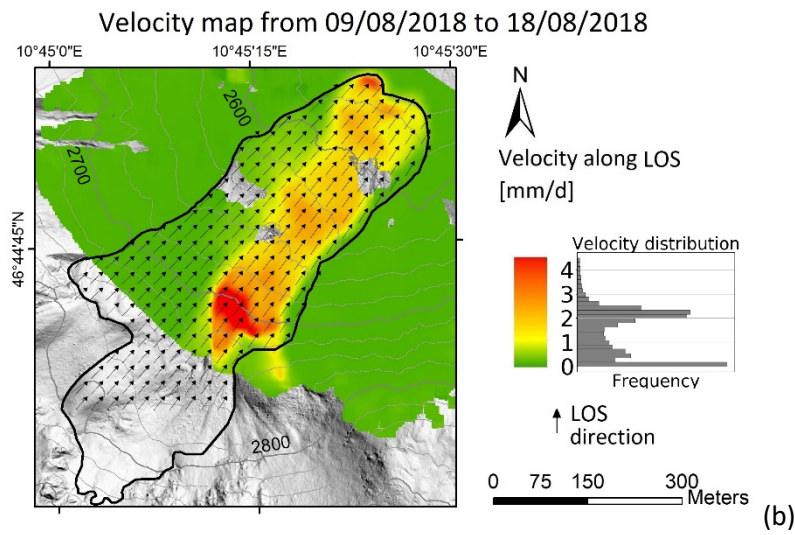 Velocity map from 09/08/2018 to 18/08/2018
10°45'0"E
10°45'15"E
10°45'30"E
46°44'45"N
2600
2700
2800
N
Velocity along LOS
[mm/d]
Velocity distribution
4
3
2
1
0
Frequency
LOS
direction
0 75 150 300
Meters
(b)